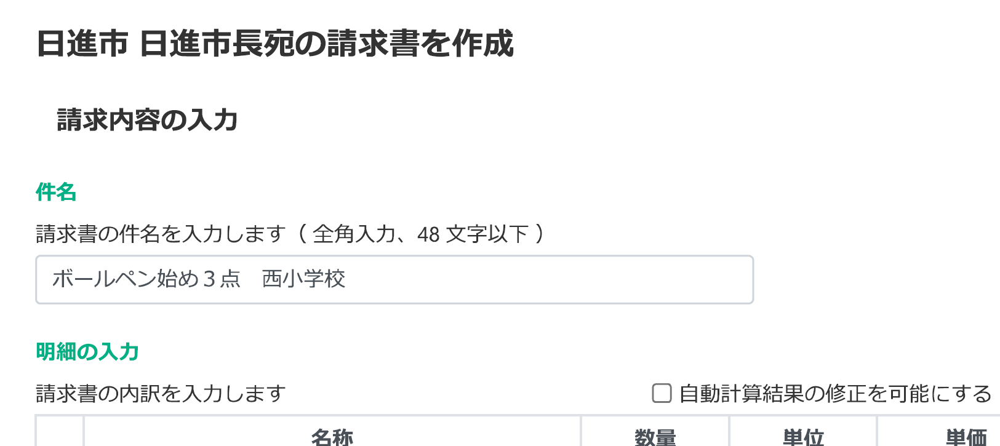 日進市 日進市長宛の請求書を作成
請求内容の入力
件名
請求書の件名を入力します（全角入力、48 文字以下）
ボールペン始め３点　西小学校
明細の入力
請求書の内訳を入力します
自動計算結果の修正を可能にする
名称 数量 単位 単価